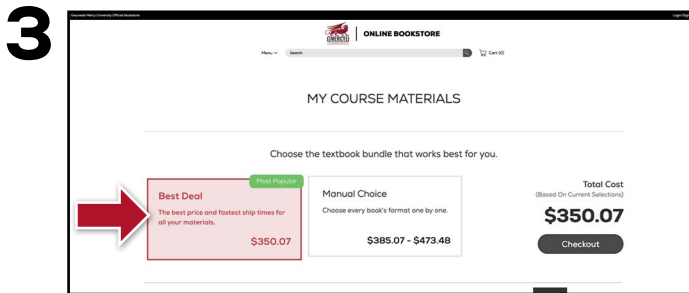 3
Gwynedd Mercy University Official Bookstore
Login/Sign
GMERCYU
ONLINE BOOKSTORE
Menu
Search
Cart (0)
MY COURSE MATERIALS
Choose the textbook bundle that works best for you.
Most Popular
Best Deal
The best price and fastest ship times for
all your materials.
$350.07
Manual Choice
Choose every book's format one by one.
$385.07 - $473.48
Total Cost
(Based On Current Selections)
$350.07
Checkout